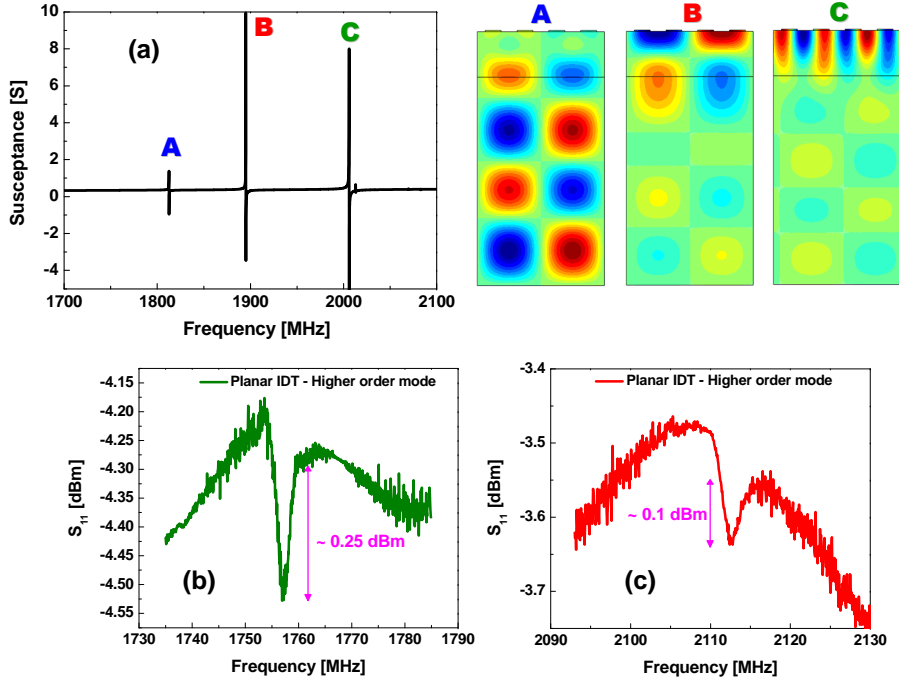 A B C
10
8
6
4
2
0
-2
-4
(a)
A
B
C
Susceptance [S]
1700 1800 1900 2000 2100
Frequency [MHz]
-4.15
-4.20
-4.25
-4.30
-4.35
-4.40
-4.45
-4.50
-4.55
S11 [dBm]
Planar IDT - Higher order mode
~ 0.25 dBm
(b)
1730 1740 1750 1760 1770 1780 1790
Frequency [MHz]
-3.4
-3.5
-3.6
-3.7
S11 [dBm]
Planar IDT - Higher order mode
~ 0.1 dBm
(c)
2090 2100 2110 2120 2130
Frequency [MHz]